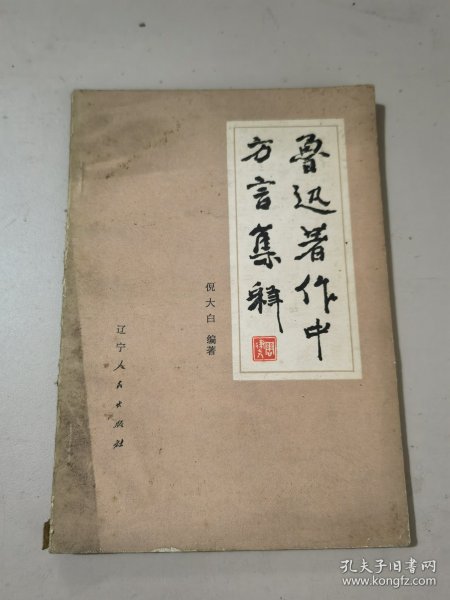 鲁迅著作中
方言集释
倪大白 编著
辽宁人民出版社
孔夫子旧书网
www.kongfz.com